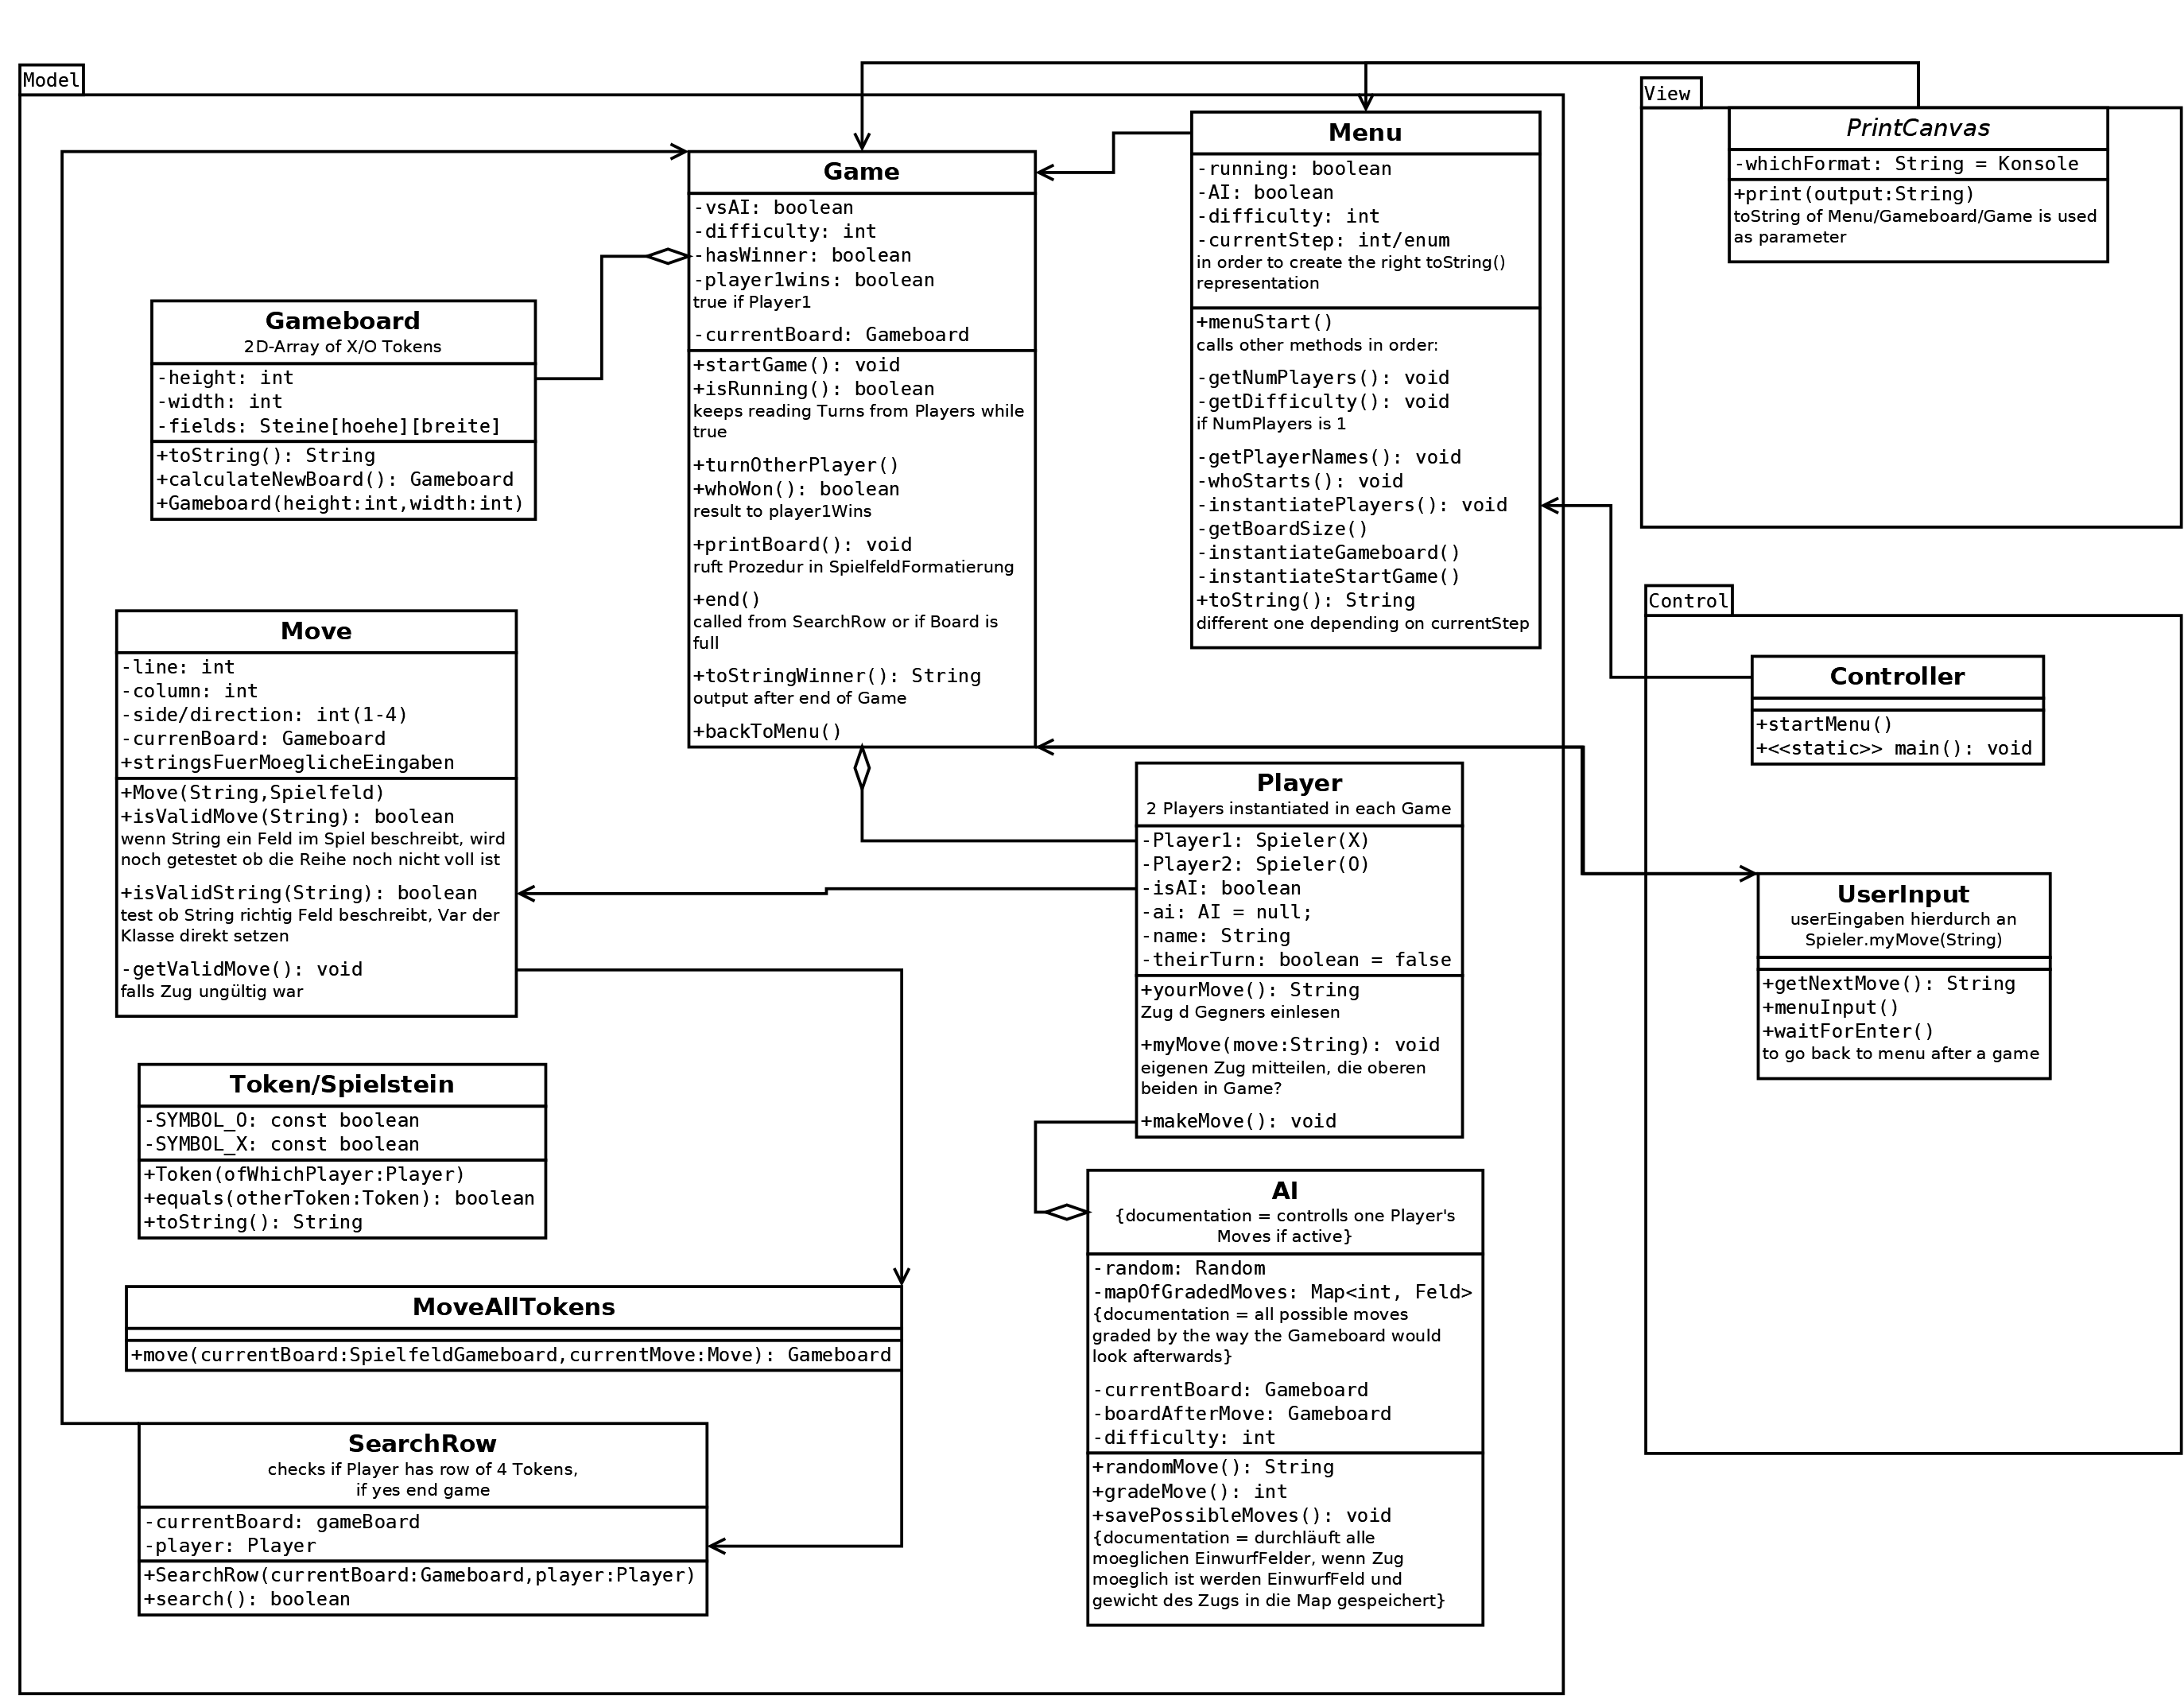 Model
Game
-vsAI: boolean
-difficulty: int
-hasWinner: boolean
-player1wins: boolean
true if Player1
-currentBoard: Gameboard
+startGame(): void
+isRunning(): boolean
keeps reading Turns from Players while
true
+turnOtherPlayer()
+whoWon(): boolean
result to player1Wins
+printBoard(): void
ruft Prozedur in SpielfeldFormatierung
+end()
called from SearchRow or if Board is
full
+toStringWinner(): String
output after end of Game
+backToMenu()
Menu
-running: boolean
-AI: boolean
-difficulty: int
-currentStep: int/enum
in order to create the right toString()
representation
+menuStart()
calls other methods in order:
-getNumPlayers(): void
-getDifficulty(): void
if NumPlayers is 1
-getPlayerNames(): void
-whoStarts(): void
-instantiatePlayers(): void
-getBoardSize()
-instantiateGameboard()
-instantiateStartGame()
+toString(): String
different one depending on currentStep
View
PrintCanvas
-whichFormat: String = Konsole
+print(output:String)
toString of Menu/Gameboard/Game is used
as parameter
Gameboard
2D-Array of X/O Tokens
-height: int
-width: int
-fields: Steine[hoehe][breite]
+toString(): String
+calculateNewBoard(): Gameboard
+Gameboard(height:int,width:int)
Control
Controller
+startMenu()
+<<static>> main(): void
Move
-line: int
-column: int
-side/direction: int(1-4)
-currenBoard: Gameboard
+stringsFuerMoeglicheEingaben
+Move(String,Spielfeld)
+isValidMove(String): boolean
wenn String ein Feld im Spiel beschreibt, wird
noch getestet ob die Reihe noch nicht voll ist
+isValidString(String): boolean
test ob String richtig Feld beschreibt, Var der
Klasse direkt setzen
-getValidMove(): void
falls Zug ungültig war
Player
2 Players instantiated in each Game
-Player1: Spieler(X)
-Player2: Spieler(O)
-isAI: boolean
-ai: AI = null;
-name: String
-theirTurn: boolean = false
+yourMove(): String
Zug d Gegners einlesen
+myMove(move:String): void
eigenen Zug mitteilen, die oberen
beiden in Game?
+makeMove(): void
UserInput
userEingaben hierdurch an
Spieler.myMove(String)
+getNextMove(): String
+menuInput()
+waitForEnter()
to go back to menu after a game
Token/Spielstein
-SYMBOL_O: const boolean
-SYMBOL_X: const boolean
+Token(ofWhichPlayer:Player)
+equals(otherToken:Token): boolean
+toString(): String
AI
{documentation = controlls one Player's
Moves if active}
-random: Random
-mapOfGradedMoves: Map<int, Feld>
{documentation = all possible moves
graded by the way the Gameboard would
look afterwards}
-currentBoard: Gameboard
-boardAfterMove: Gameboard
-difficulty: int
+randomMove(): String
+gradeMove(): int
+savePossibleMoves(): void
{documentation = durchläuft alle
moeglichen EinwurfFelder, wenn Zug
moeglich ist werden EinwurfFeld und
gewicht des Zugs in die Map gespeichert}
MoveAllTokens
+move(currentBoard:SpielfeldGameboard,currentMove:Move): Gameboard
SearchRow
checks if Player has row of 4 Tokens,
if yes end game
-currentBoard: gameBoard
-player: Player
+SearchRow(currentBoard:Gameboard,player:Player)
+search(): boolean